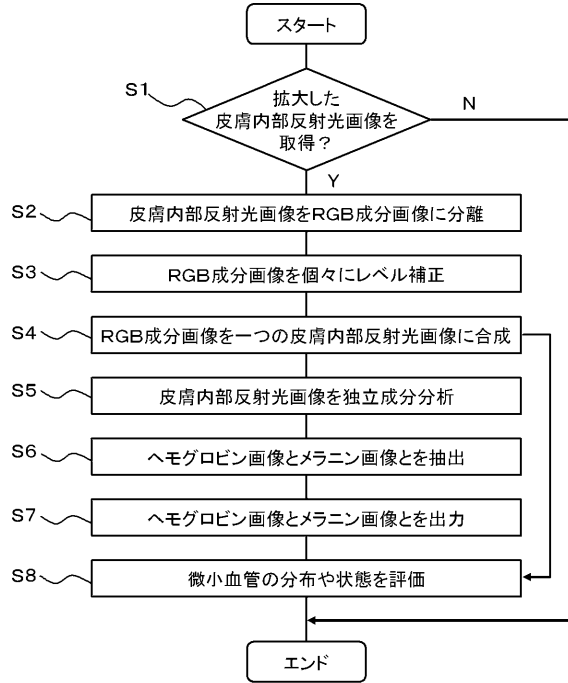 スタート
S1
拡大した
皮膚内部反射光画像を
取得？
N
Y
S2
皮膚内部反射光画像をRGB成分画像に分離
S3
RGB成分画像を個々にレベル補正
S4
RGB成分画像を一つの皮膚内部反射光画像に合成
S5
皮膚内部反射光画像を独立成分分析
S6
ヘモグロビン画像とメラニン画像とを抽出
S7
ヘモグロビン画像とメラニン画像とを出力
S8
微小血管の分布や状態を評価
エンド